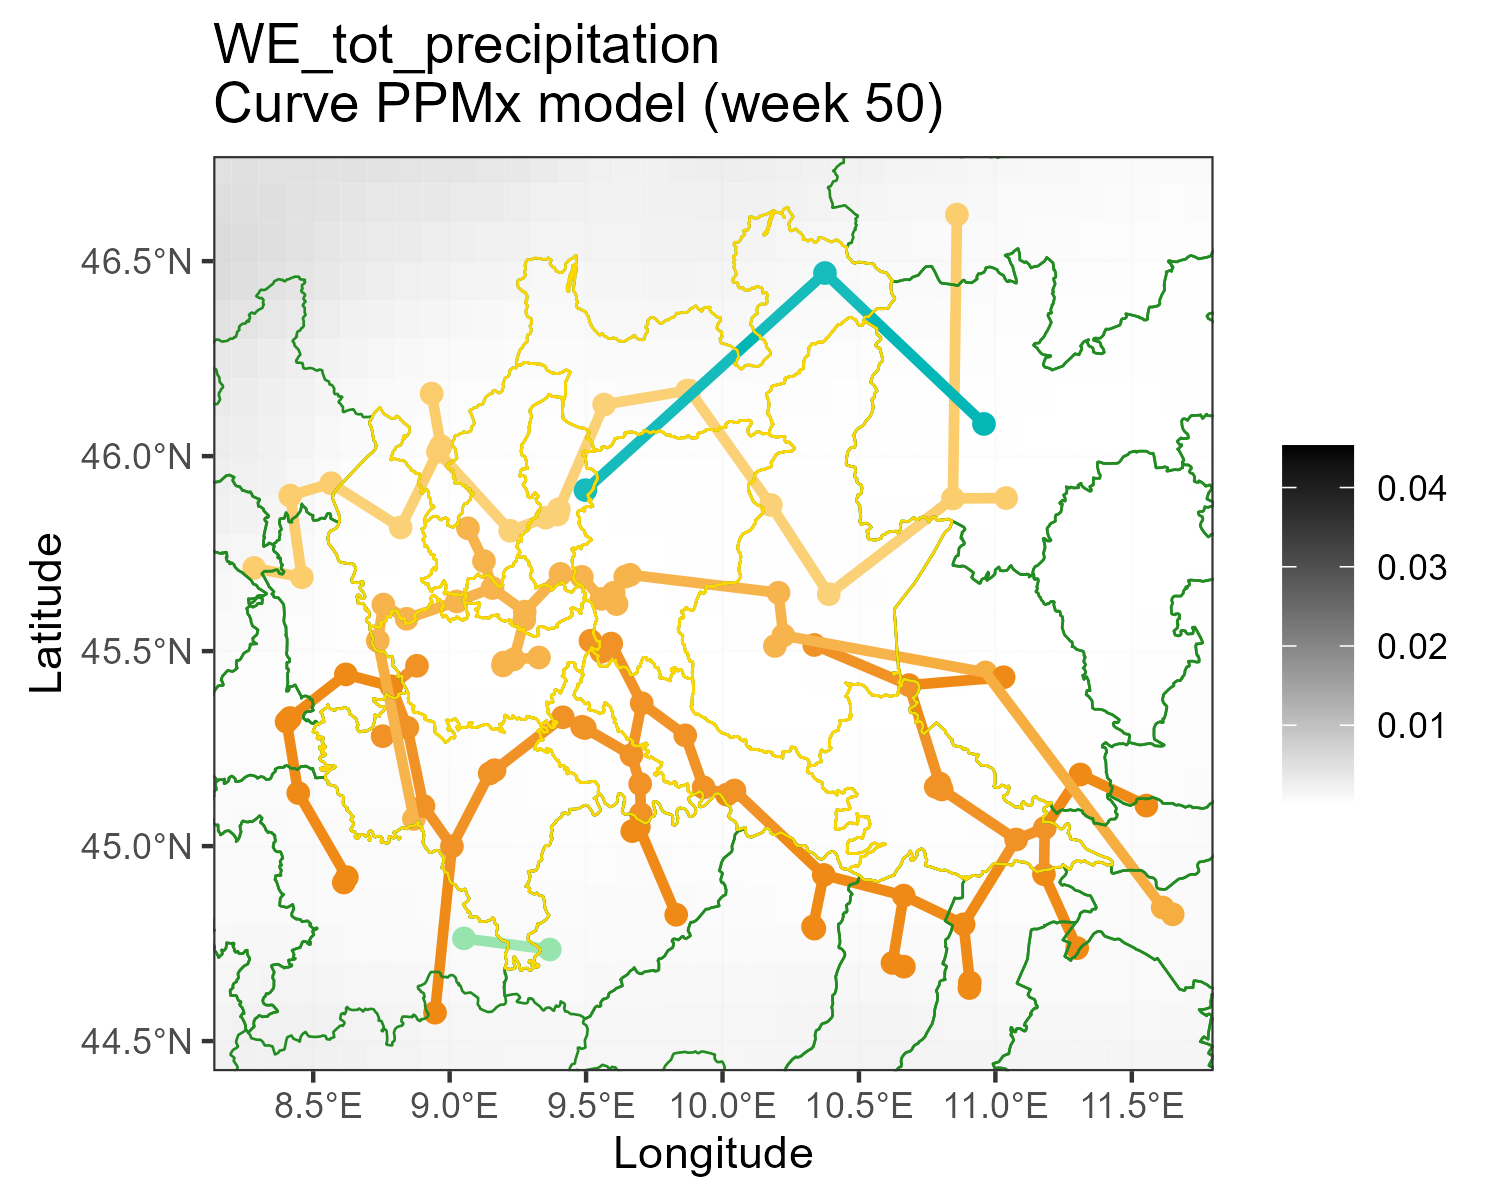 WE_tot_precipitation
Curve PPMx model (week 50)
46.5°N
46.0°N
45.5°N
45.0°N
44.5°N
Latitude
8.5°E 9.0°E 9.5°E 10.0°E 10.5°E 11.0°E 11.5°E
Longitude
0.04
0.03
0.02
0.01